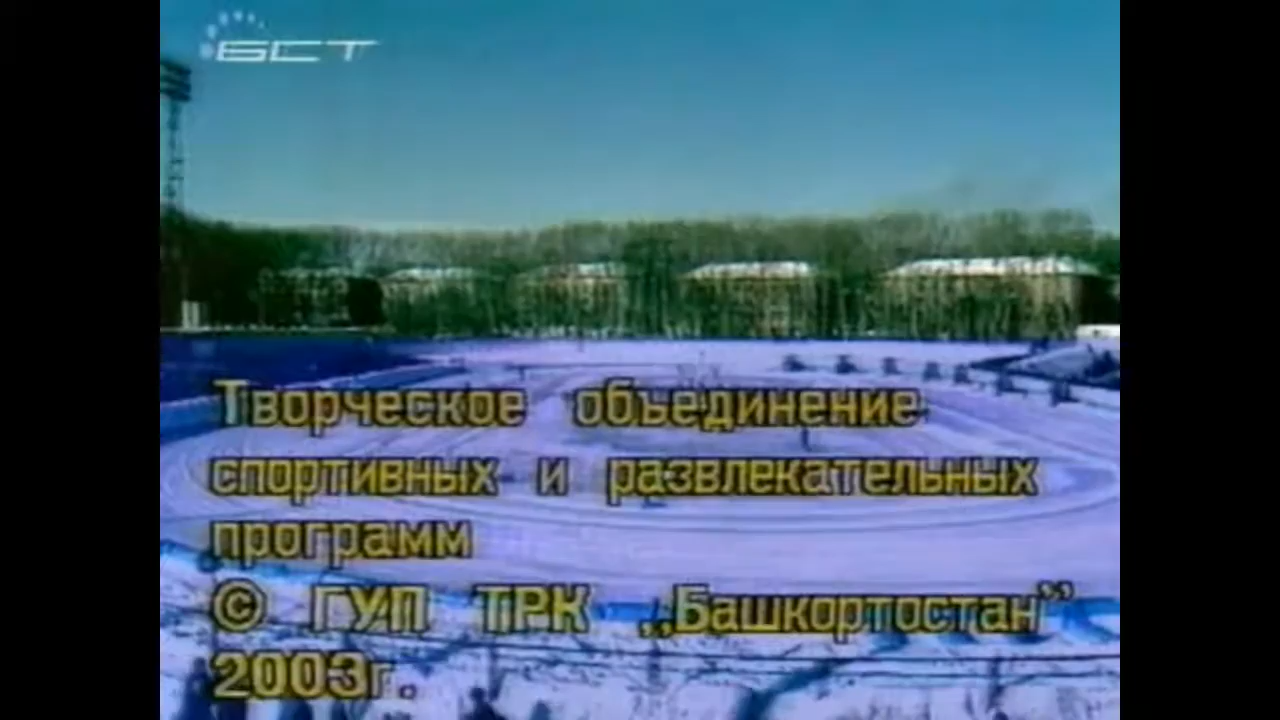 БСТ
Творческое объединение
спортивных и развлекательных
программ
© ГУП ТРК „Башкортостан”
2003г.